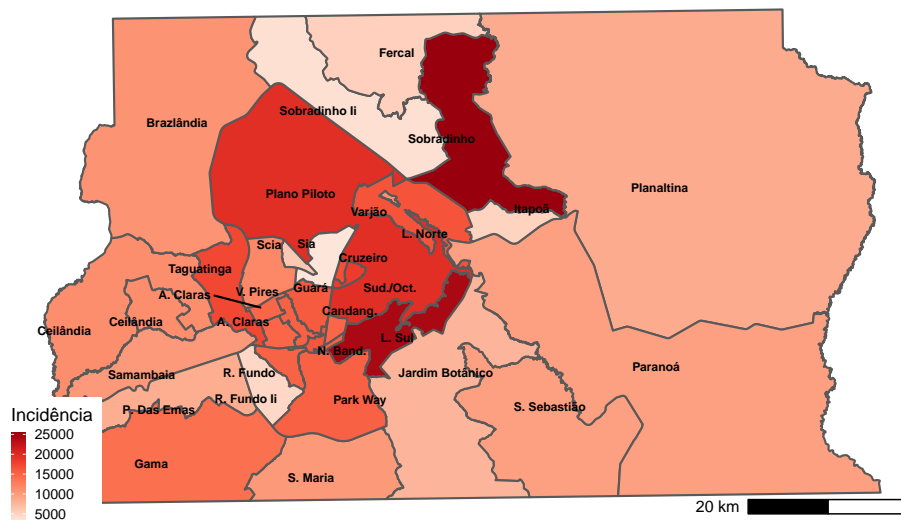 Fercal
Sobradinho Ii
Brazlândia
Sobradinho
Planaltina
Plano Piloto
Itapoã
Varjão
L. Norte
Scia
Sia
Cruzeiro
Taguatinga
V. Pires
Guará
Sud./Oct.
A. Claras
Candang.
Ceilândia
Ceilândia
A. Claras
L. Sul
N. Band.
Samambaia
R. Fundo
Jardim Botânico
Paranoá
R. Fundo Ii
Park Way
P. Das Emas
S. Sebastião
Gama
S. Maria
Incidência
25000
20000
15000
10000
5000
20 km